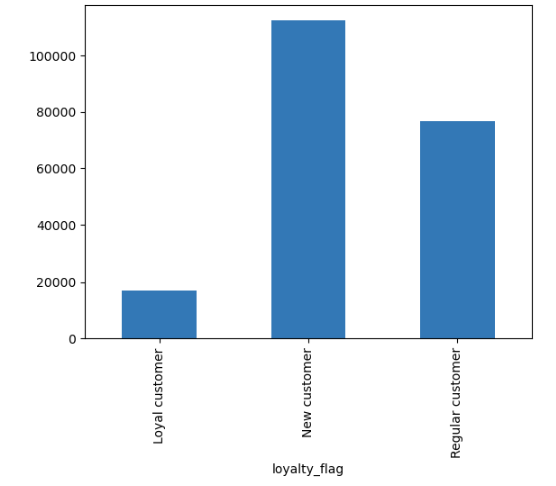 100000
80000
60000
40000
20000
0
Loyal customer
New customer
Regular customer
loyalty_flag